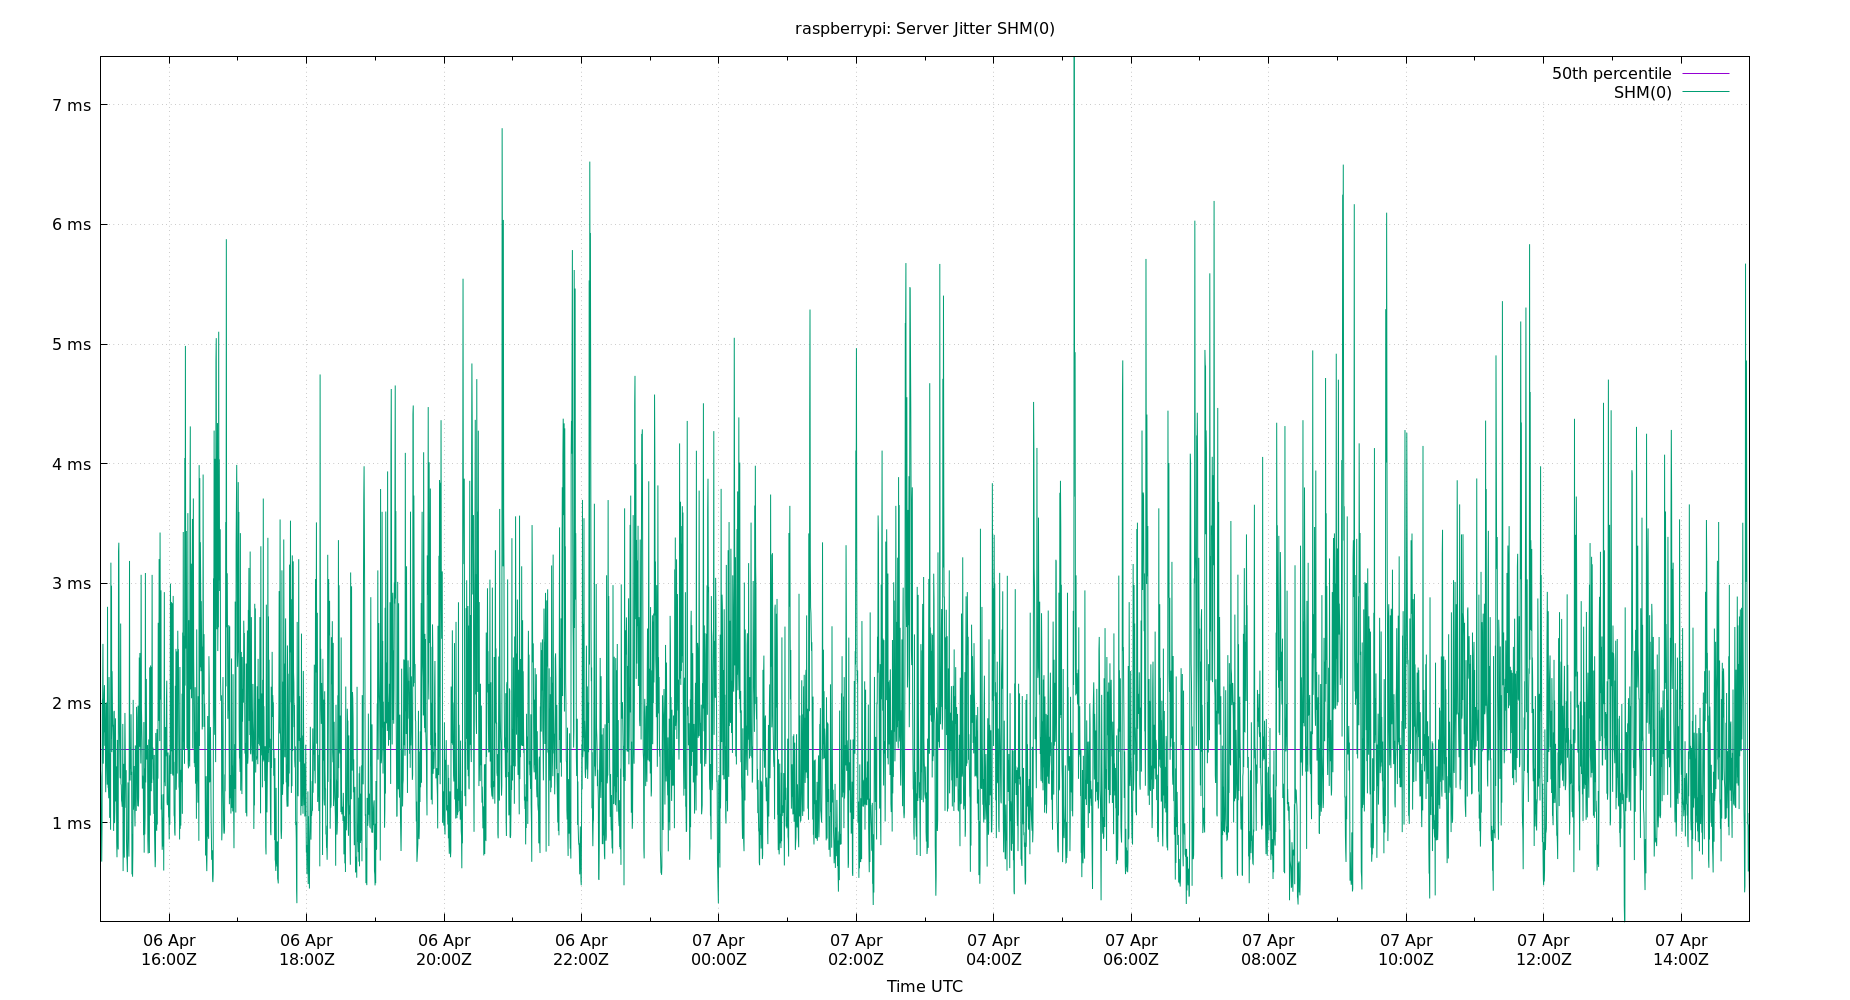 raspberrypi: Server Jitter SHM(0)
50th percentile
SHM(0)
7 ms
6 ms
5 ms
4 ms
3 ms
2 ms
1 ms
06 Apr 06 Apr 06 Apr 06 Apr 07 Apr 07 Apr 07 Apr 07 Apr 07 Apr 07 Apr 07 Apr 07 Apr
16:00Z 18:00Z 20:00Z 22:00Z 00:00Z 02:00Z 04:00Z 06:00Z 08:00Z 10:00Z 12:00Z 14:00Z
Time UTC